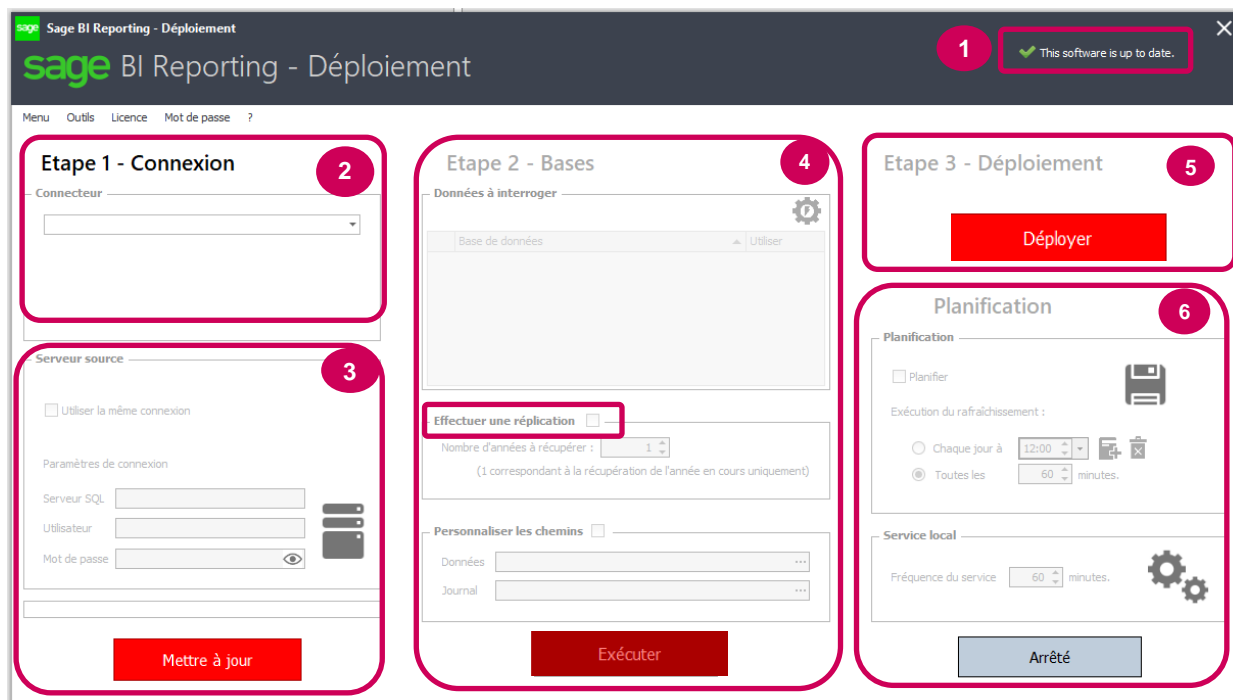 sage Sage BI Reporting - Déploiement
sage BI Reporting - Déploiement
1
This software is up to date.
Menu Outils Licence Mot de passe ?
Etape 1 - Connexion
2
Connecteur
Serveur source
3
Utiliser la même connexion
Paramètres de connexion
Serveur SQL
Utilisateur
Mot de passe
Mettre à jour
Etape 2 - Bases
4
Données à interroger
Base de données Utiliser
Effectuer une réplication
Nombre d'années à récupérer : 1
(1 correspondant à la récupération de l'année en cours uniquement)
Personnaliser les chemins
Données ...
Journal ...
Exécuter
Etape 3 - Déploiement
5
Déployer
Planification
6
Planification
Planifier
Exécution du rafraîchissement :
Chaque jour à 12:00
Toutes les 60 minutes.
Service local
Fréquence du service 60 minutes.
Arrêté